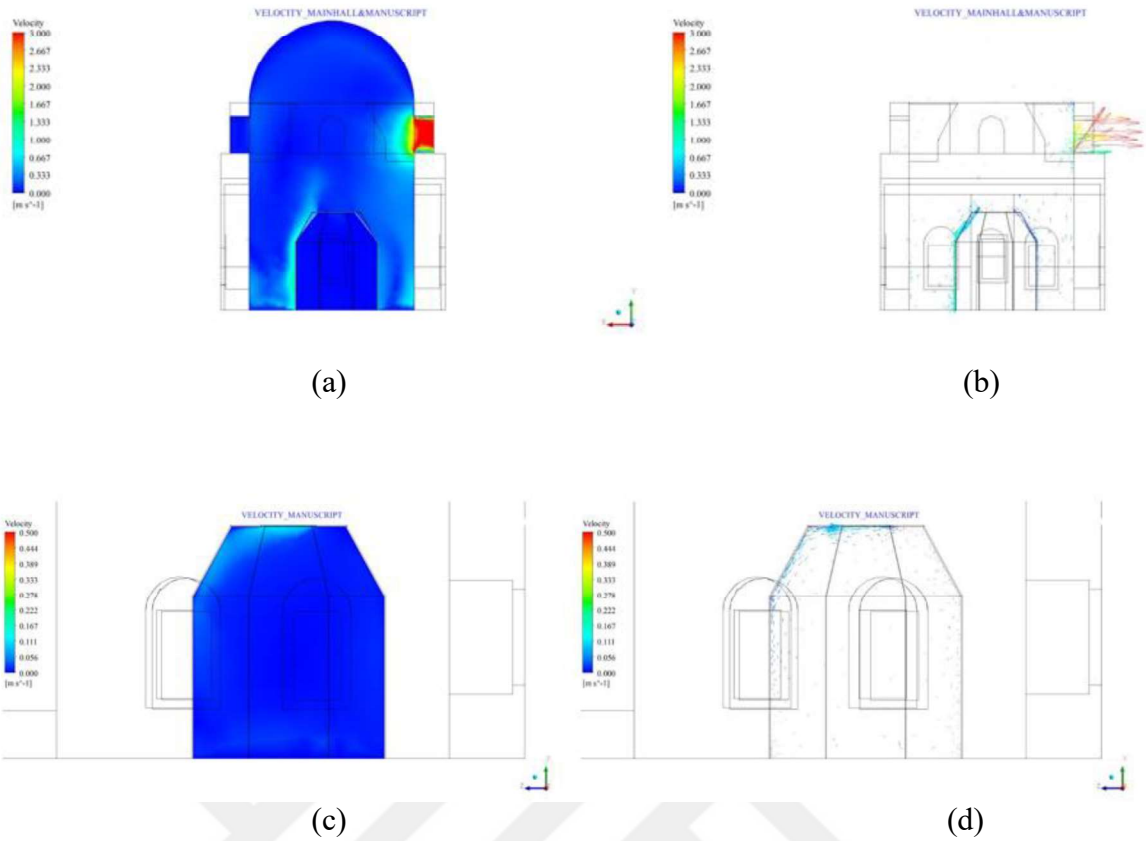 VELOCITY_MAINHALL&MANUSCRIPT
Velocity
3.000
2.667
2.333
2.000
1.667
1.333
1.000
0.667
0.333
0.000
[m s^-1]
(a)
VELOCITY_MAINHALL&MANUSCRIPT
Velocity
3.000
2.667
2.333
2.000
1.667
1.333
1.000
0.667
0.333
0.000
[m s^-1]
(b)
VELOCITY_MANUSCRIPT
Velocity
0.500
0.444
0.389
0.333
0.278
0.222
0.167
0.111
0.056
0.000
[m s^-1]
(c)
VELOCITY_MANUSCRIPT
Velocity
0.500
0.444
0.389
0.333
0.278
0.222
0.167
0.111
0.056
0.000
[m s^-1]
(d)